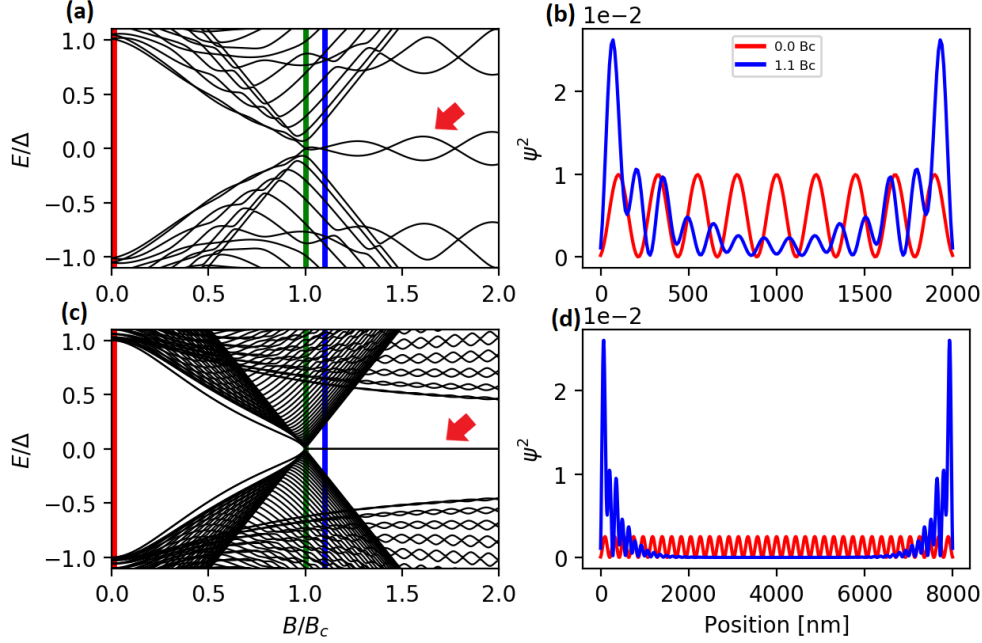 (a)
1.0
0.5
0.0
−0.5
−1.0
E/Δ
0.0 0.5 1.0 1.5 2.0
(b)
1e−2
2
1
0
ψ²
0.0 Bc
1.1 Bc
0 500 1000 1500 2000
(c)
1.0
0.5
0.0
−0.5
−1.0
E/Δ
0.0 0.5 1.0 1.5 2.0
B/B_c
(d)
1e−2
2
1
0
ψ²
0 2000 4000 6000 8000
Position [nm]